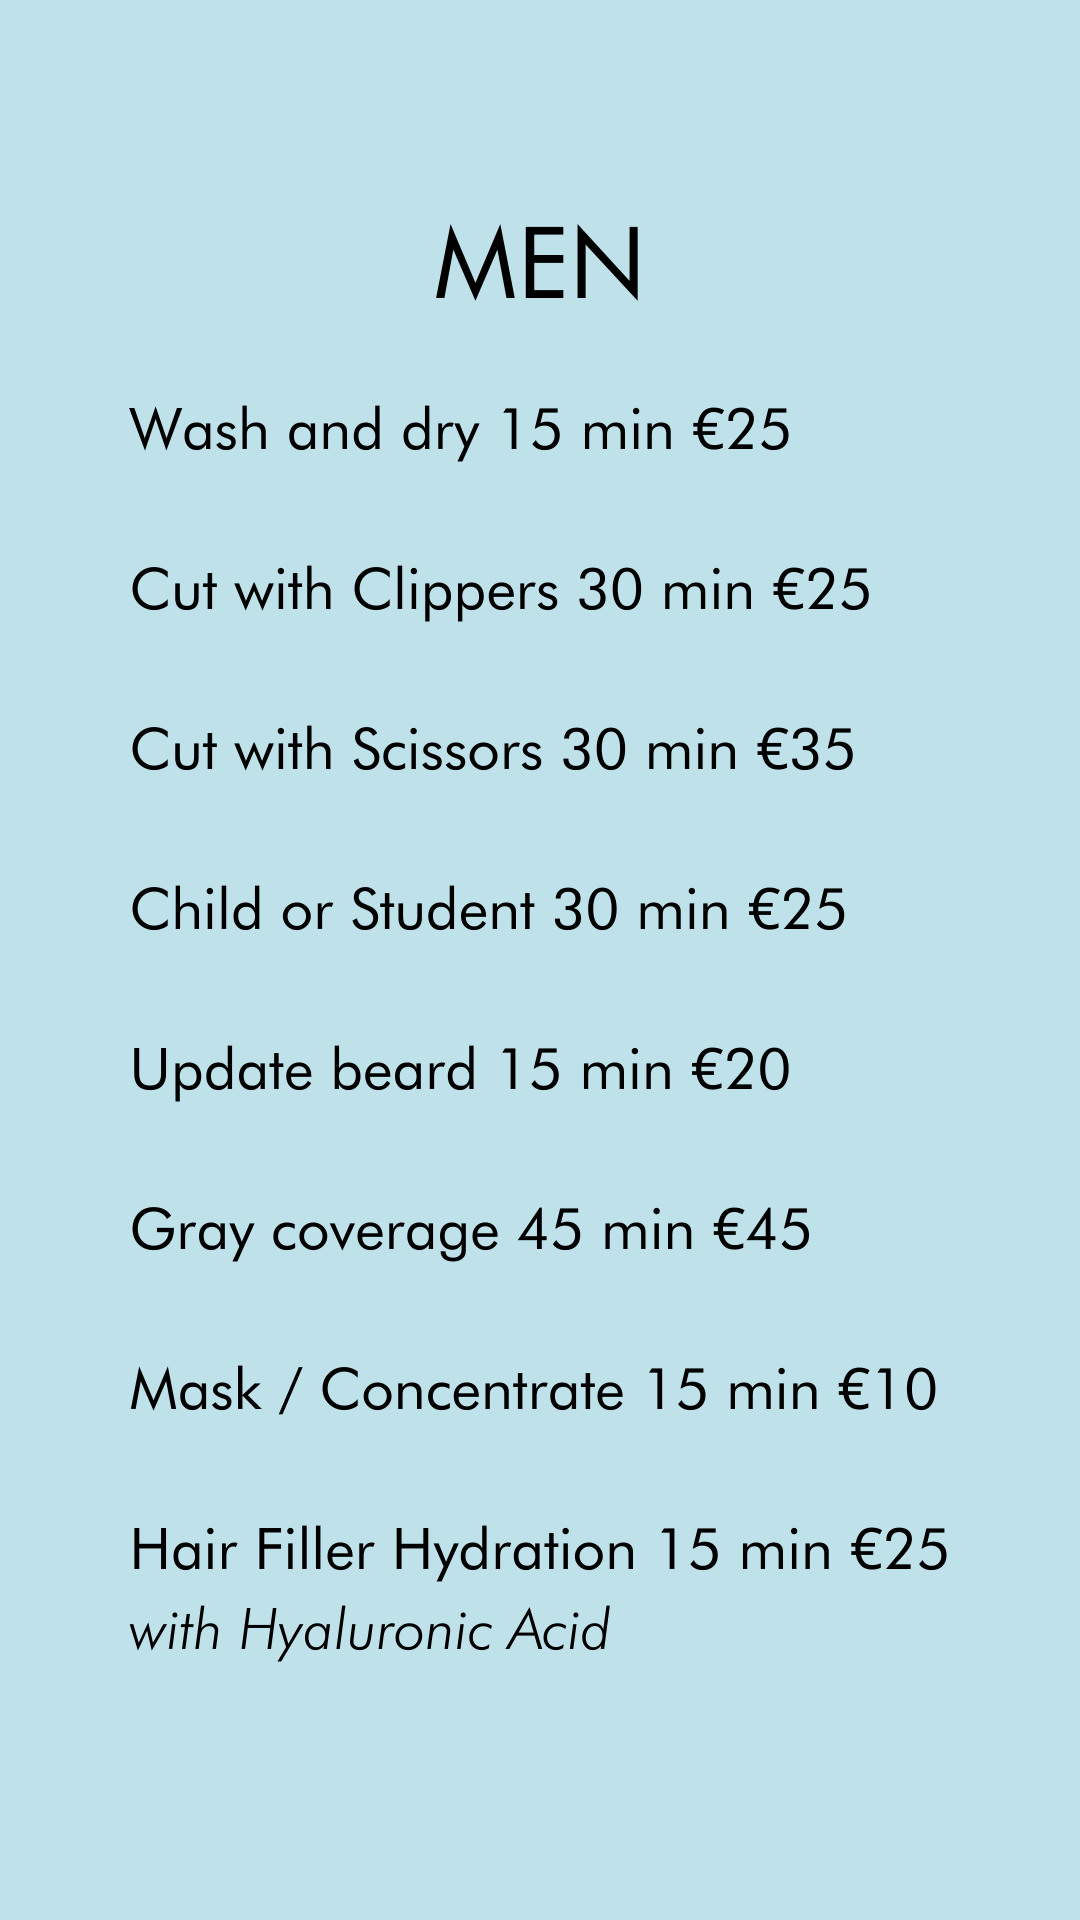 MEN
Wash and dry 15 min €25
Cut with Clippers 30 min €25
Cut with Scissors 30 min €35
Child or Student 30 min €25
Update beard 15 min €20
Gray coverage 45 min €45
Mask / Concentrate 15 min €10
Hair Filler Hydration 15 min €25
with Hyaluronic Acid